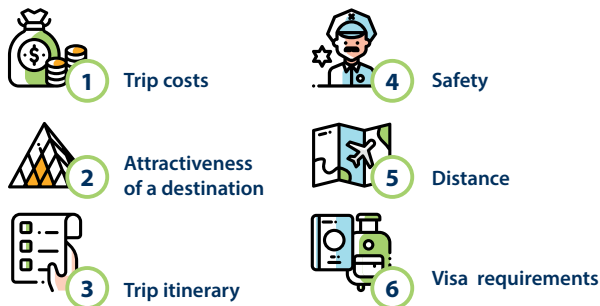 1 Trip costs
2 Attractiveness
of a destination
3 Trip itinerary
4 Safety
5 Distance
6 Visa requirements
$